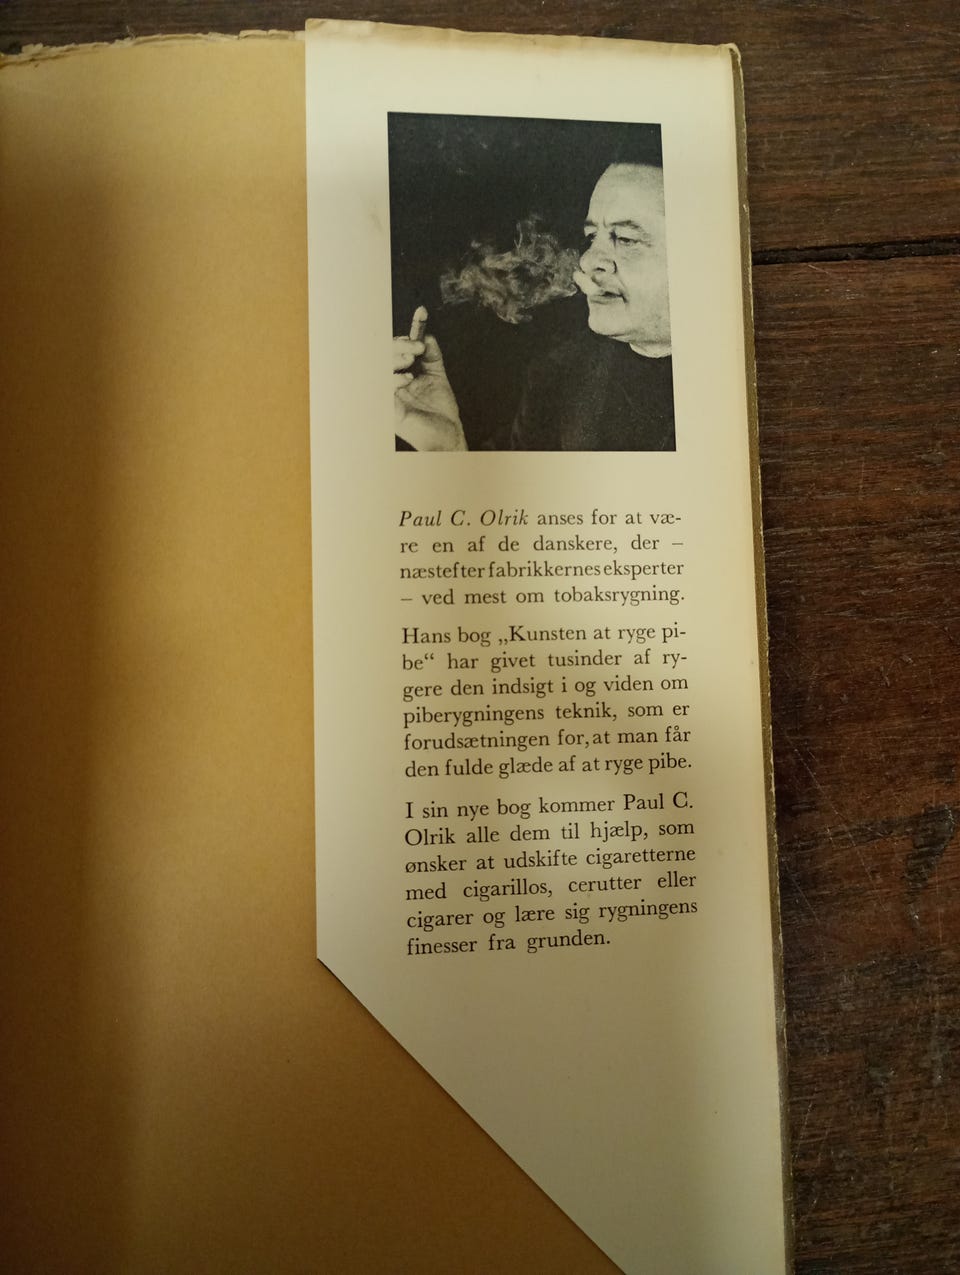 Paul C. Olrik anses for at væ-
re en af de danskere, der –
næstefter fabrikkernes eksperter
– ved mest om tobaksrygning.
Hans bog „Kunsten at ryge pi-
be“ har givet tusinder af ry-
gere den indsigt i og viden om
piberygningens teknik, som er
forudsætningen for, at man får
den fulde glæde af at ryge pibe.
I sin nye bog kommer Paul C.
Olrik alle dem til hjælp, som
ønsker at udskifte cigaretterne
med cigarillos, cerutter eller
cigarer og lære sig rygningens
finesser fra grunden.